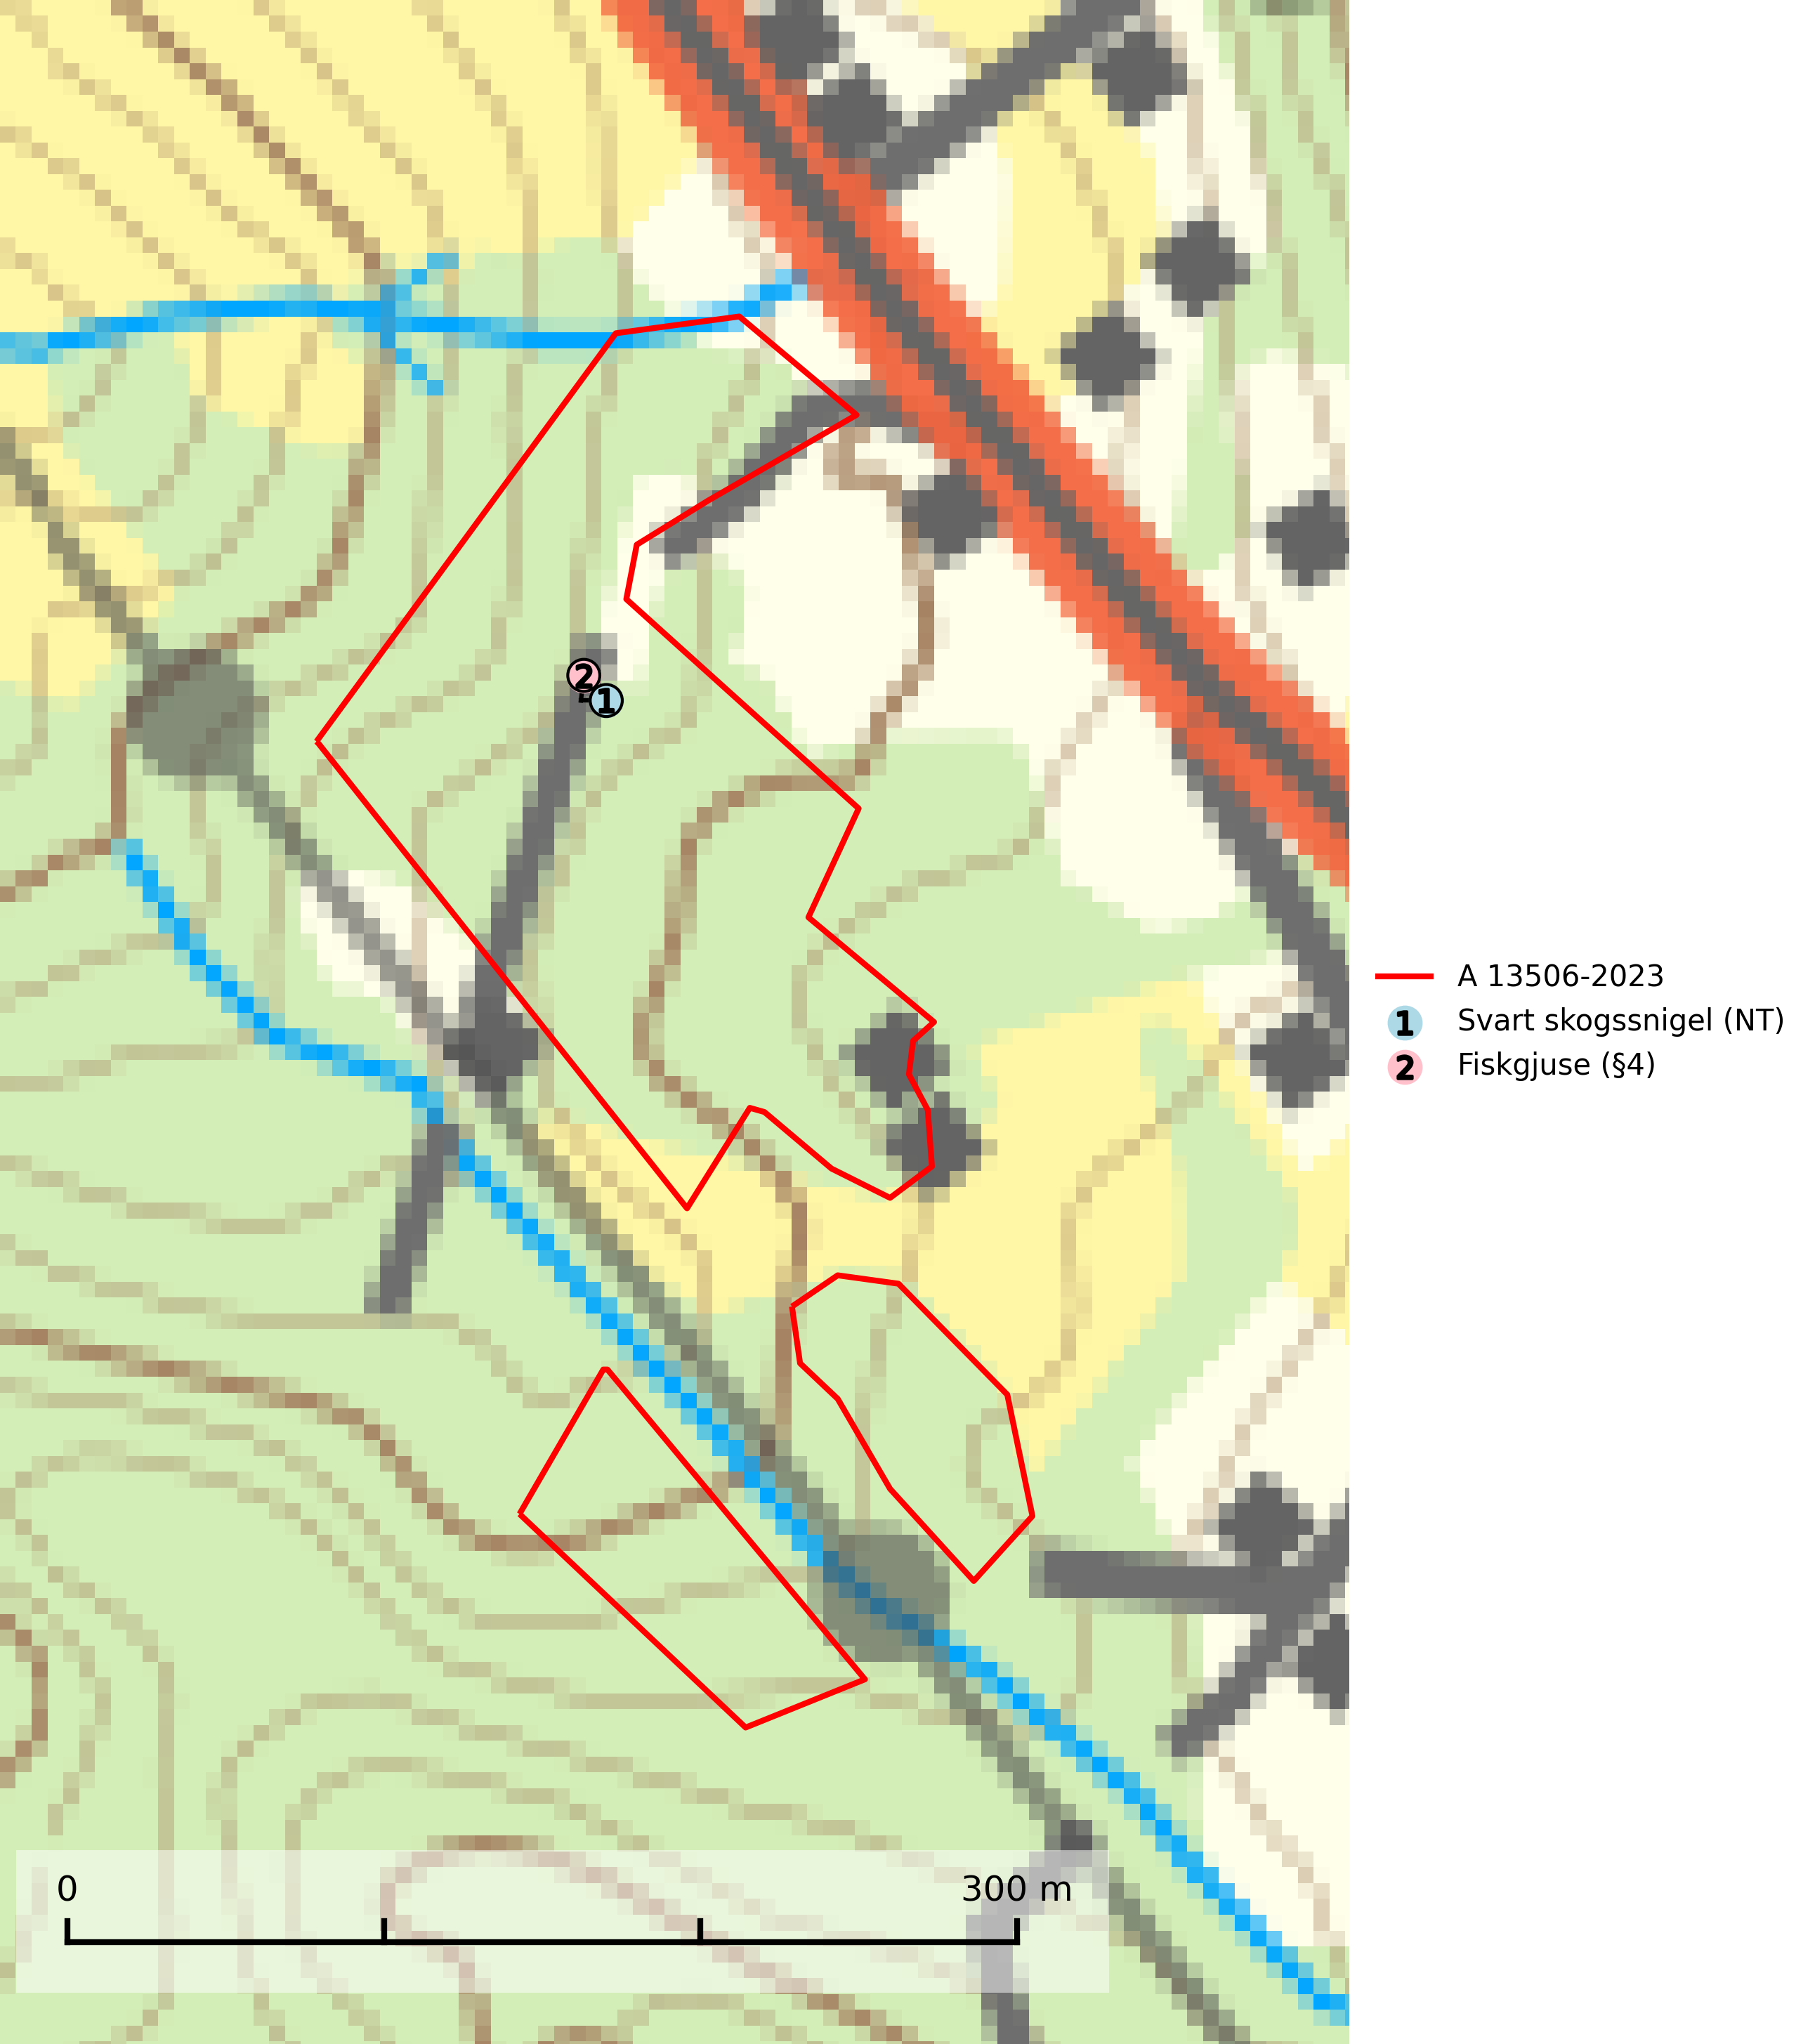 2
1
A 13506-2023
1 Svart skogssnigel (NT)
2 Fiskgjuse (§4)
0 300 m